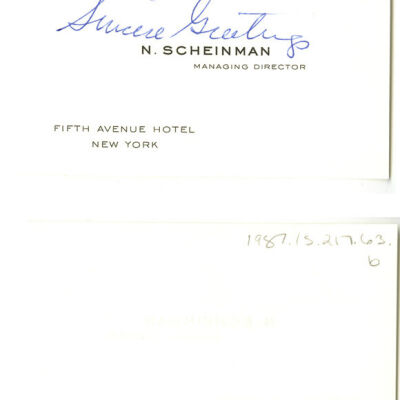 Sincere Greetings
N. SCHEINMAN
MANAGING DIRECTOR
FIFTH AVENUE HOTEL
NEW YORK
1987.15.217.63.
b